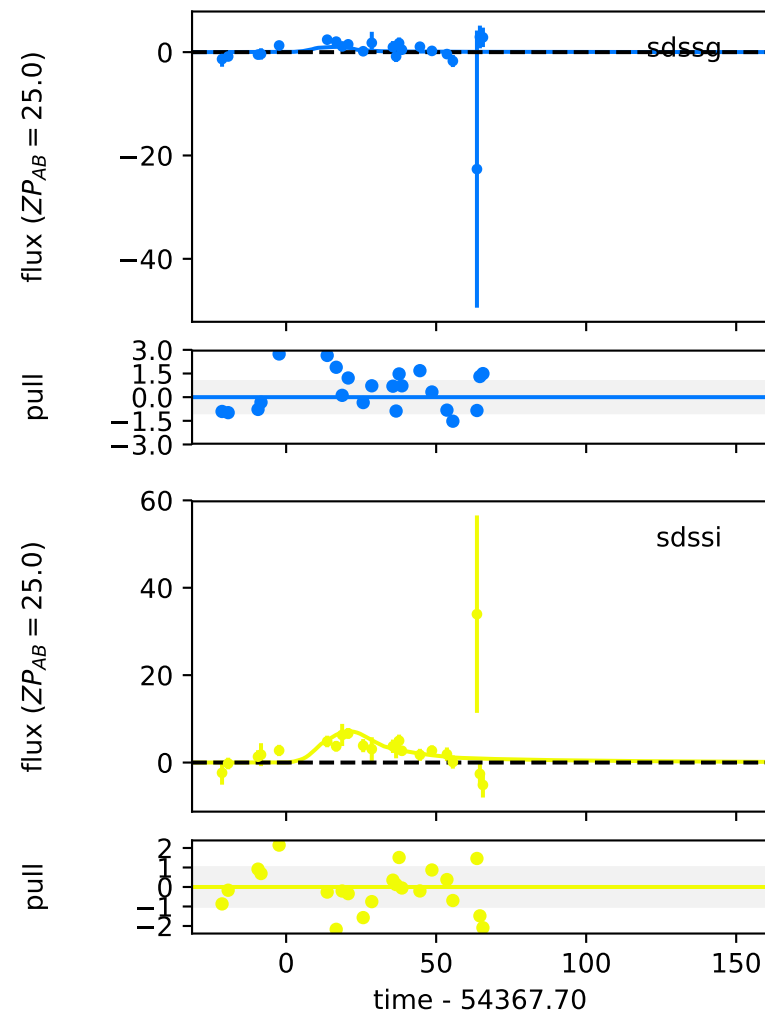 sdssg
flux (ZP_AB = 25.0)
0
−20
−40
pull
3.0
1.5
0.0
−1.5
−3.0
sdssi
flux (ZP_AB = 25.0)
60
40
20
0
pull
2
1
0
−1
−2
0 50 100 150
time - 54367.70